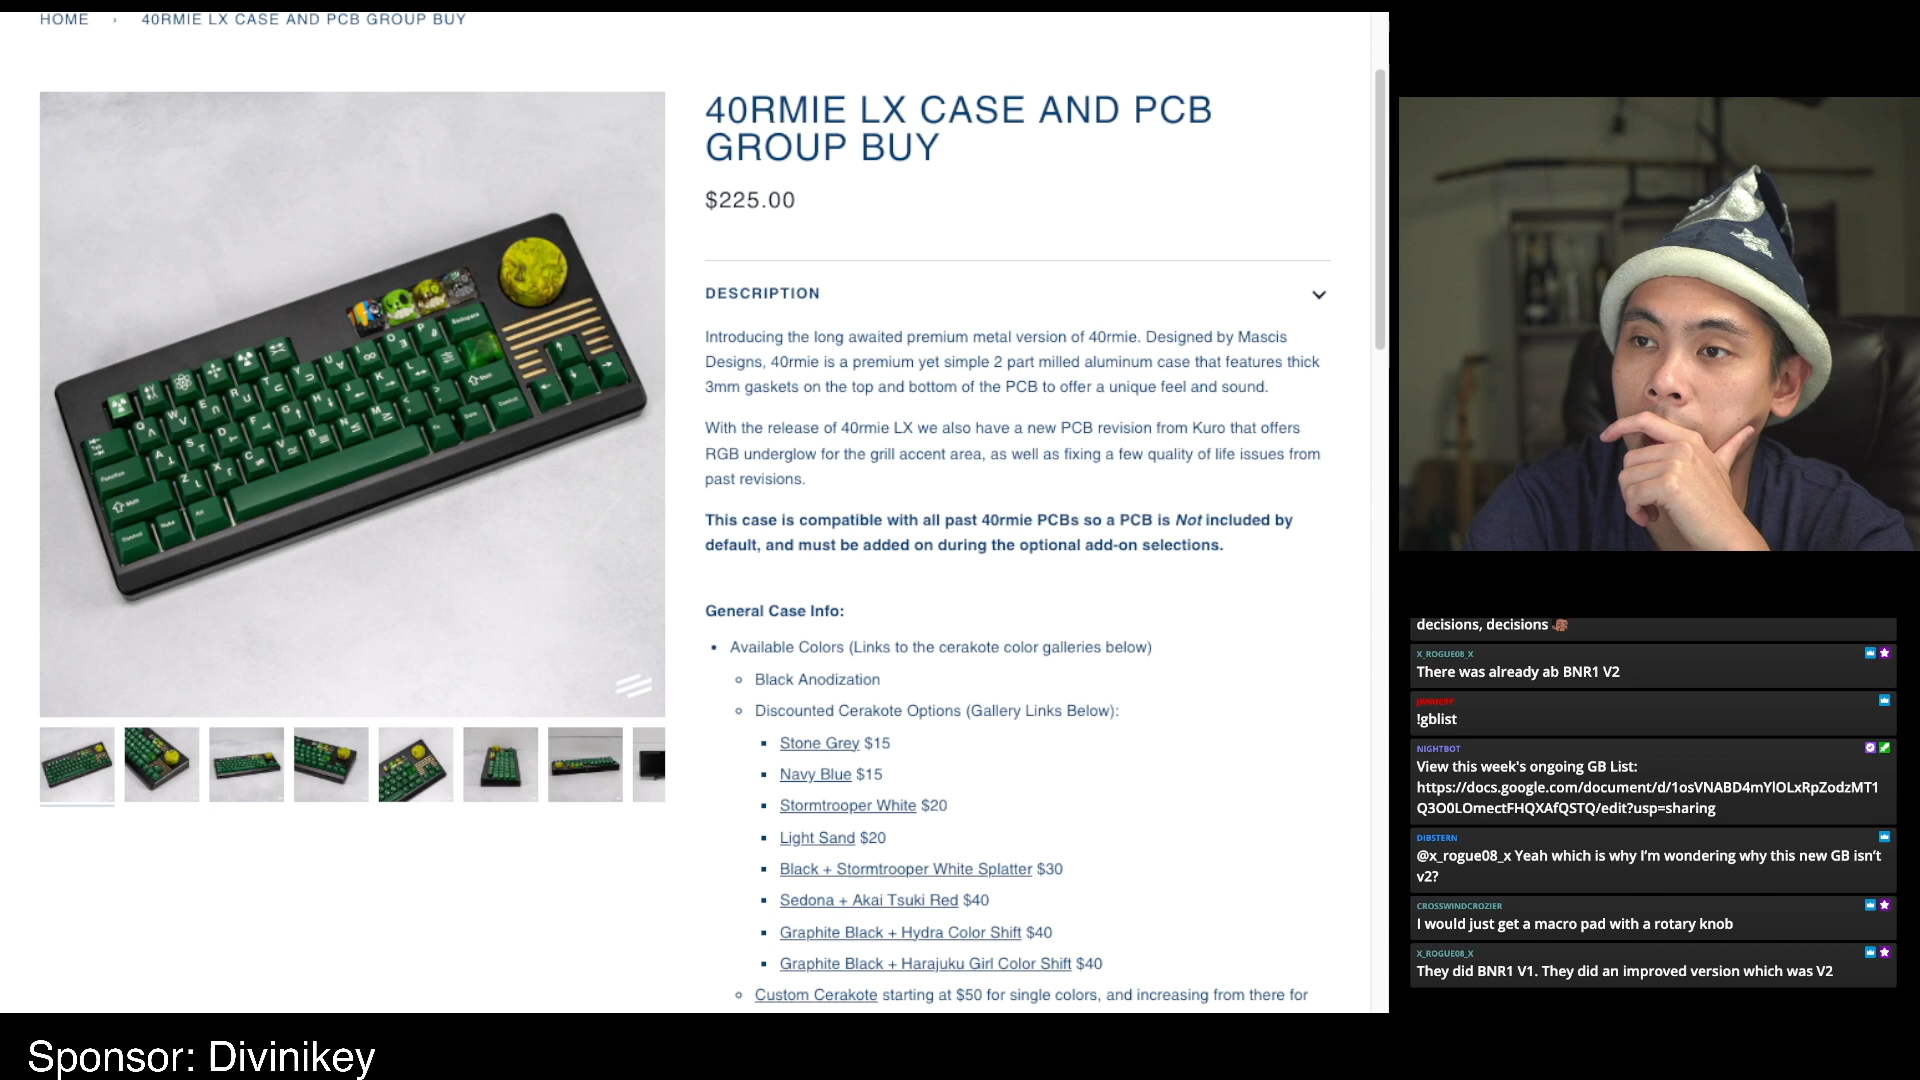 HOME › 40RMIE LX CASE AND PCB GROUP BUY
40RMIE LX CASE AND PCB
GROUP BUY
$225.00
DESCRIPTION
Introducing the long awaited premium metal version of 40rmie. Designed by Mascis
Designs, 40rmie is a premium yet simple 2 part milled aluminum case that features thick
3mm gaskets on the top and bottom of the PCB to offer a unique feel and sound.
With the release of 40rmie LX we also have a new PCB revision from Kuro that offers
RGB underglow for the grill accent area, as well as fixing a few quality of life issues from
past revisions.
This case is compatible with all past 40rmie PCBs so a PCB is Not included by
default, and must be added on during the optional add-on selections.
General Case Info:
• Available Colors (Links to the cerakote color galleries below)
Black Anodization
Discounted Cerakote Options (Gallery Links Below):
Stone Grey $15
Navy Blue $15
Stormtrooper White $20
Light Sand $20
Black + Stormtrooper White Splatter $30
Sedona + Akai Tsuki Red $40
Graphite Black + Hydra Color Shift $40
Graphite Black + Harajuku Girl Color Shift $40
Custom Cerakote starting at $50 for single colors, and increasing from there for
decisions, decisions
X_ROGUE08_X
There was already ab BNR1 V2
!gblist
NIGHTBOT
View this week's ongoing GB List:
https://docs.google.com/document/d/1osVNABD4mYlOLxRpZodzMT1
Q3O0LOmectFHQXAfQSTQ/edit?usp=sharing
DIBSTERN
@x_rogue08_x Yeah which is why I'm wondering why this new GB isn't
v2?
CROSSWINDCROZIER
I would just get a macro pad with a rotary knob
X_ROGUE08_X
They did BNR1 V1. They did an improved version which was V2
Sponsor: Divinikey